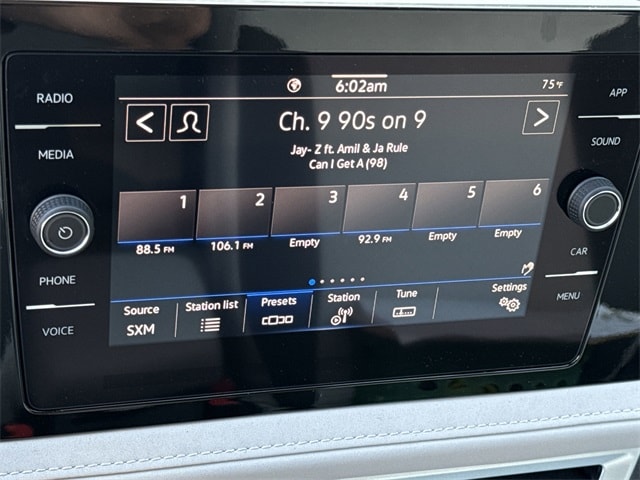 RADIO
MEDIA
PHONE
VOICE
6:02am
75°F
Ch. 9 90s on 9
Jay- Z ft. Amil & Ja Rule
Can I Get A (98)
1 2 3 4 5 6
88.5 FM 106.1 FM Empty 92.9 FM Empty Empty
Source Station list Presets Station Tune Settings
SXM
APP
SOUND
CAR
MENU